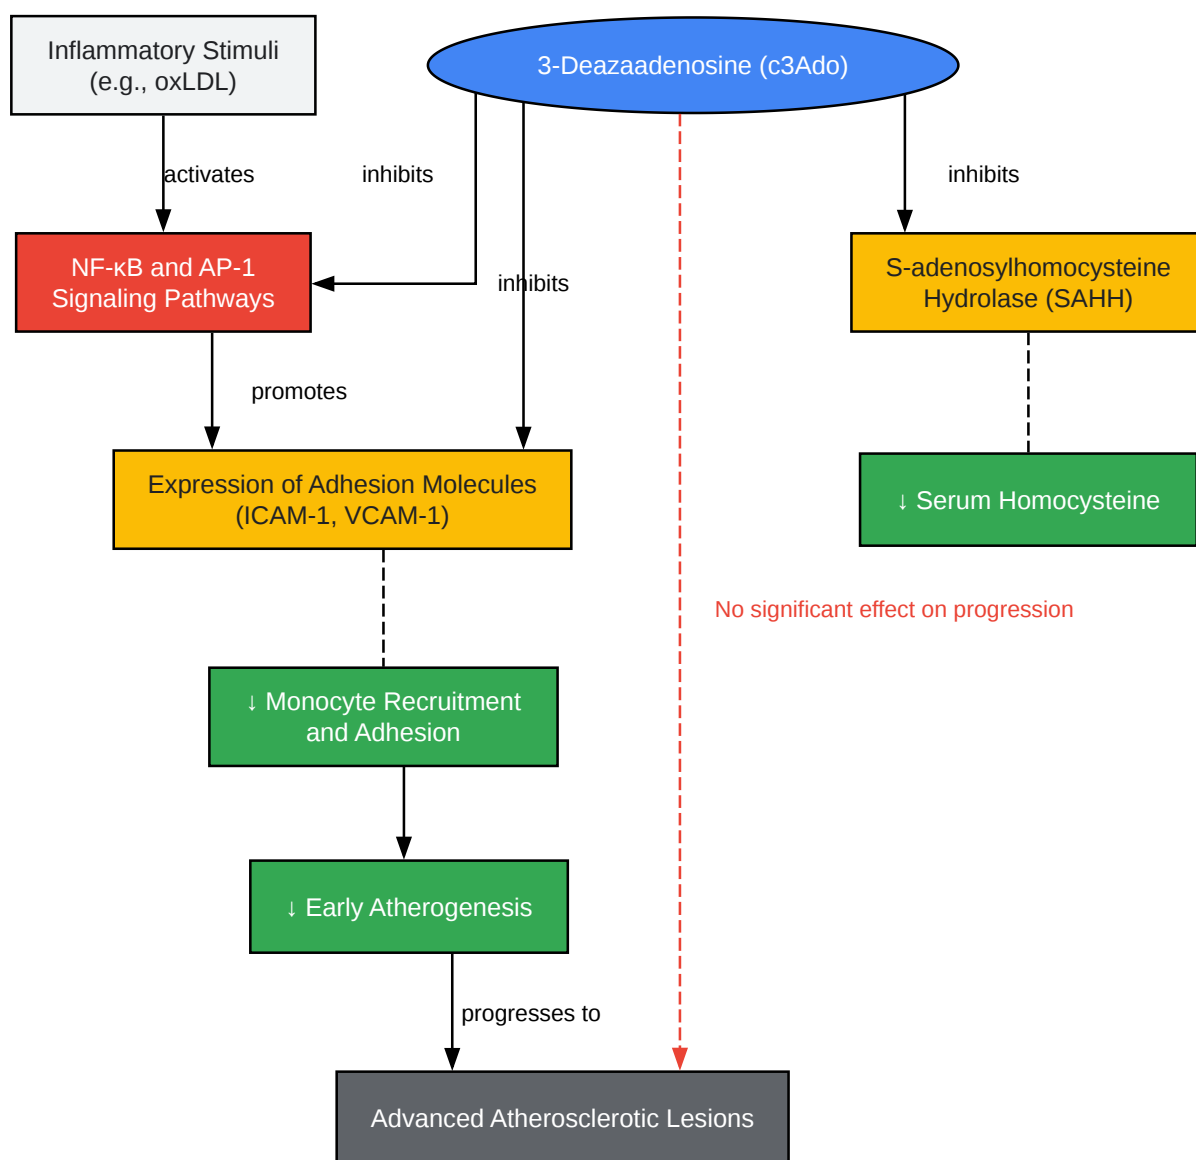 Inflammatory Stimuli
(e.g., oxLDL)
3-Deazaadenosine (c3Ado)
activates
inhibits
inhibits
NF-κB and AP-1
Signaling Pathways
inhibits
S-adenosylhomocysteine
Hydrolase (SAHH)
promotes
Expression of Adhesion Molecules
(ICAM-1, VCAM-1)
↓ Serum Homocysteine
No significant effect on progression
↓ Monocyte Recruitment
and Adhesion
↓ Early Atherogenesis
progresses to
Advanced Atherosclerotic Lesions